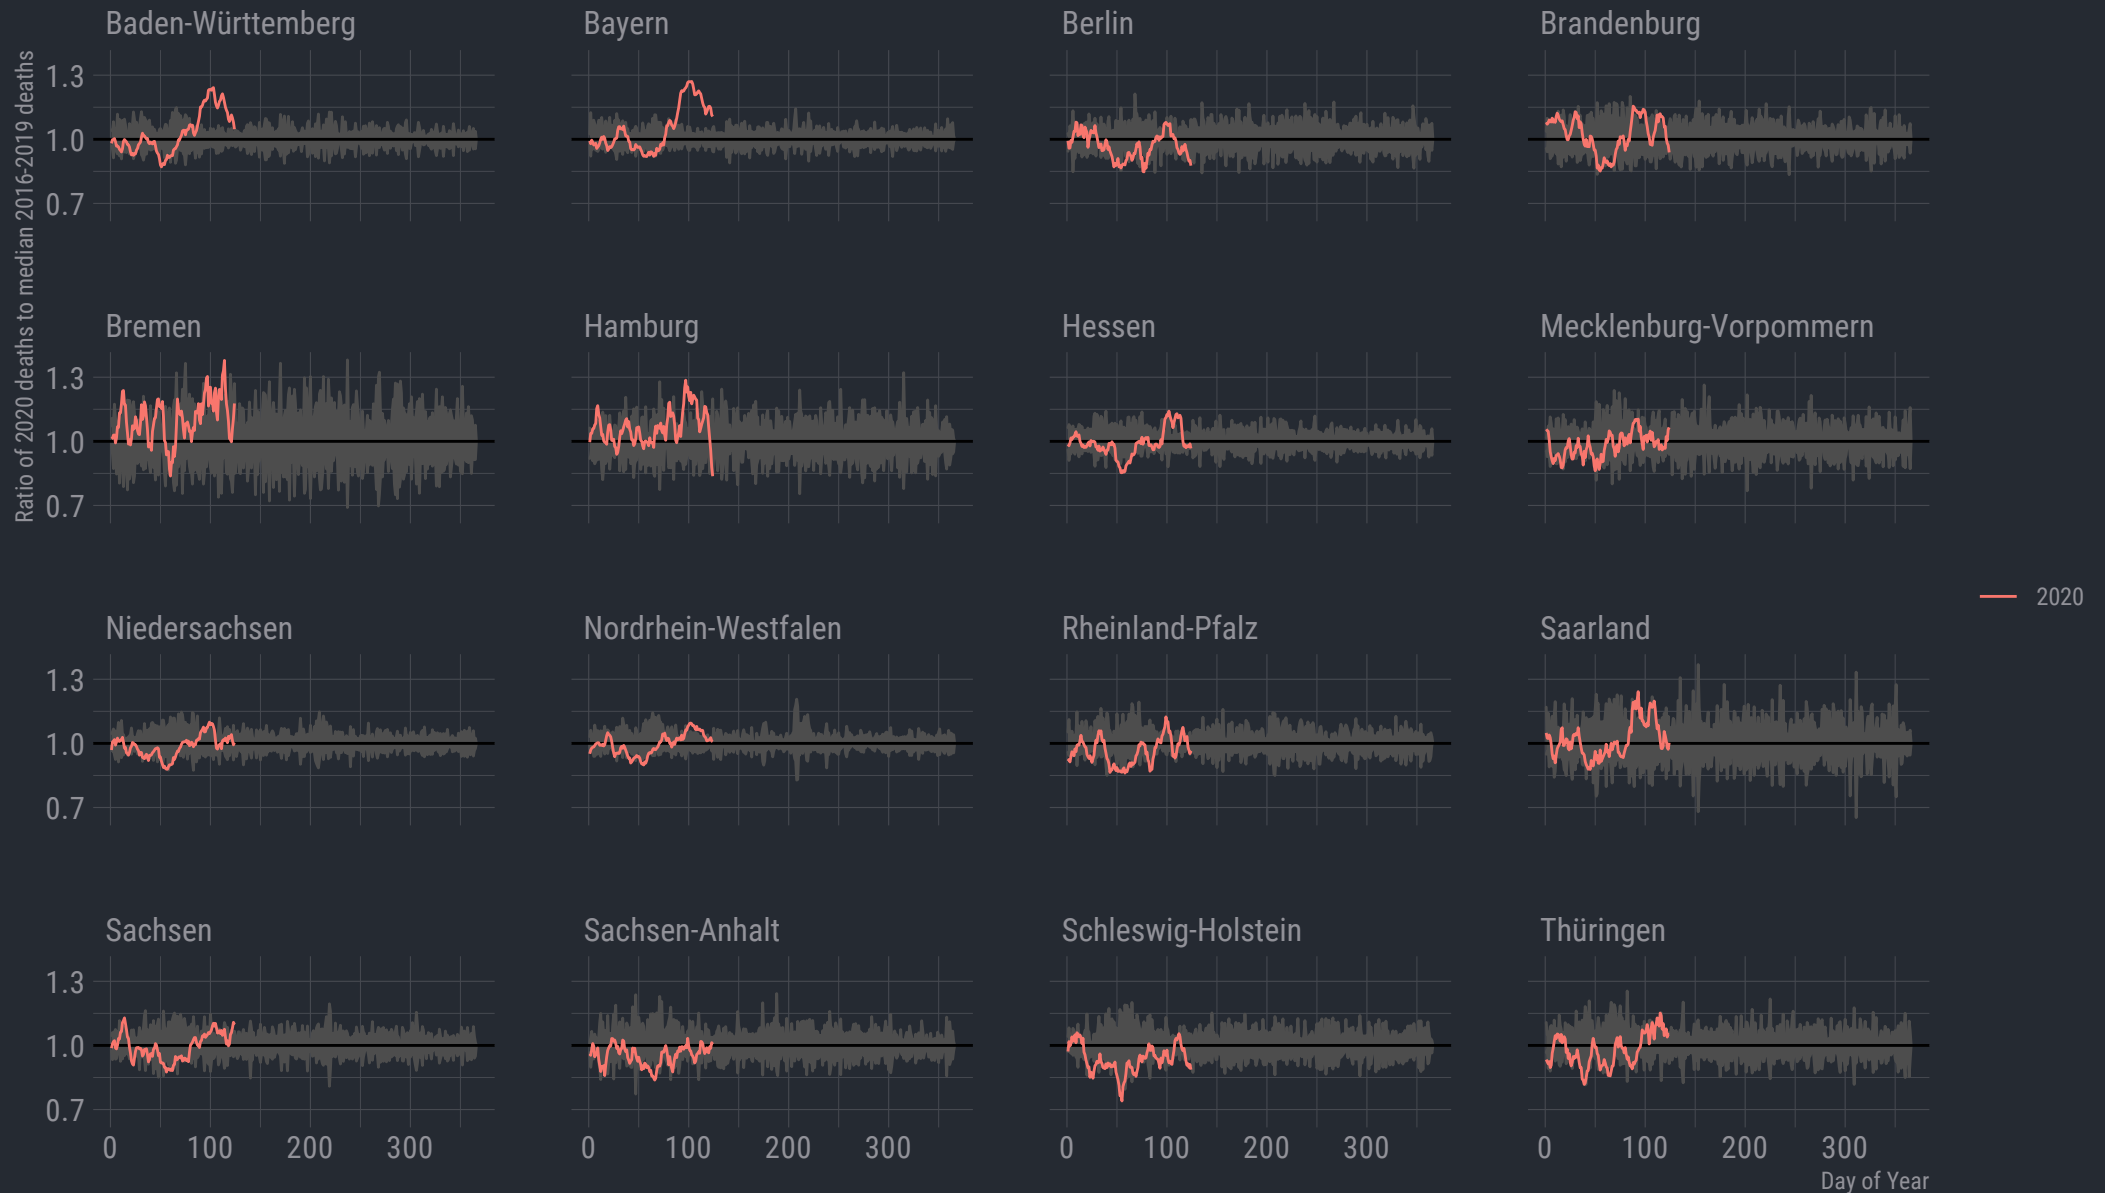 Baden-Württemberg
Bayern
Berlin
Brandenburg
Ratio of 2020 deaths to median 2016-2019 deaths
1.3
1.0
0.7
Bremen
Hamburg
Hessen
Mecklenburg-Vorpommern
1.3
1.0
0.7
2020
Niedersachsen
Nordrhein-Westfalen
Rheinland-Pfalz
Saarland
1.3
1.0
0.7
Sachsen
Sachsen-Anhalt
Schleswig-Holstein
Thüringen
1.3
1.0
0.7
0 100 200 300
0 100 200 300
0 100 200 300
0 100 200 300
Day of Year